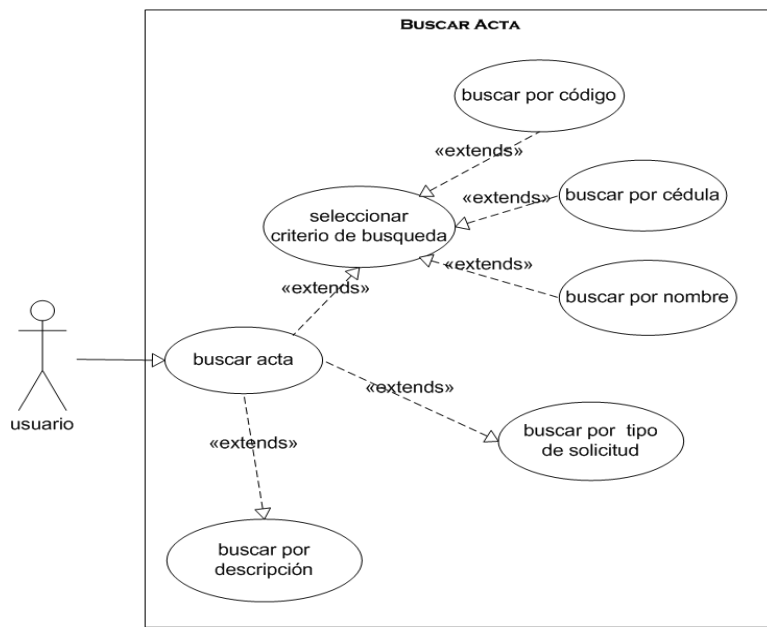 BUSCAR ACTA
buscar por código
«extends»
«extends»
buscar por cédula
seleccionar
criterio de busqueda
«extends»
buscar por nombre
«extends»
buscar acta
usuario
«extends»
buscar por tipo
de solicitud
«extends»
buscar por
descripción